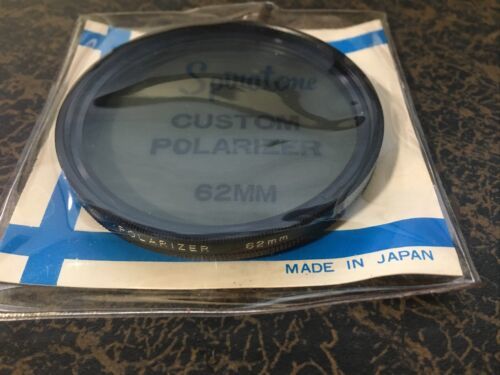 Spiratone
CUSTOM
POLARIZER
62MM
POLARIZER 62mm
MADE IN JAPAN